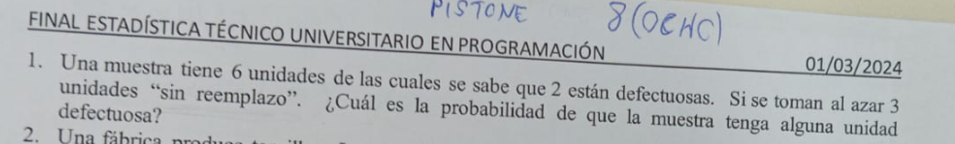 PISTONE 8 (OCHO)
FINAL ESTADÍSTICA TÉCNICO UNIVERSITARIO EN PROGRAMACIÓN 01/03/2024
1. Una muestra tiene 6 unidades de las cuales se sabe que 2 están defectuosas. Si se toman al azar 3
unidades “sin reemplazo”. ¿Cuál es la probabilidad de que la muestra tenga alguna unidad
defectuosa?
2. Una fábrica